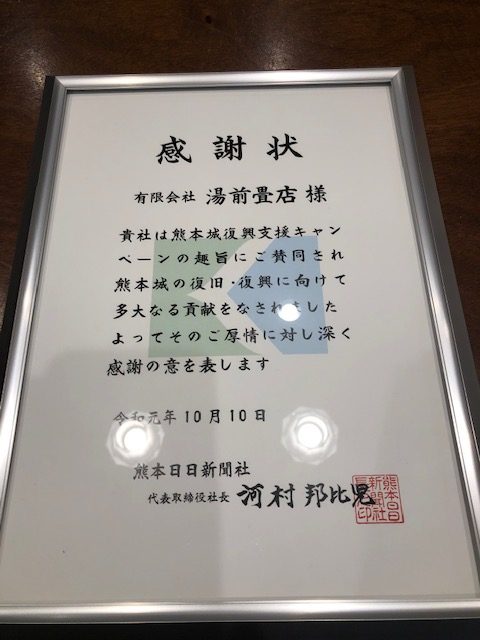 感謝状
有限会社 湯前畳店 様
貴社は熊本城復興支援キャン
ペーンの趣旨にご賛同され
熊本城の復旧・復興に向けて
多大なる貢献をなされました
よってそのご厚情に対し深く
感謝の意を表します
令和元年10月10日
熊本日日新聞社
代表取締役社長 河村 邦比児
熊本日日
新聞社
長印